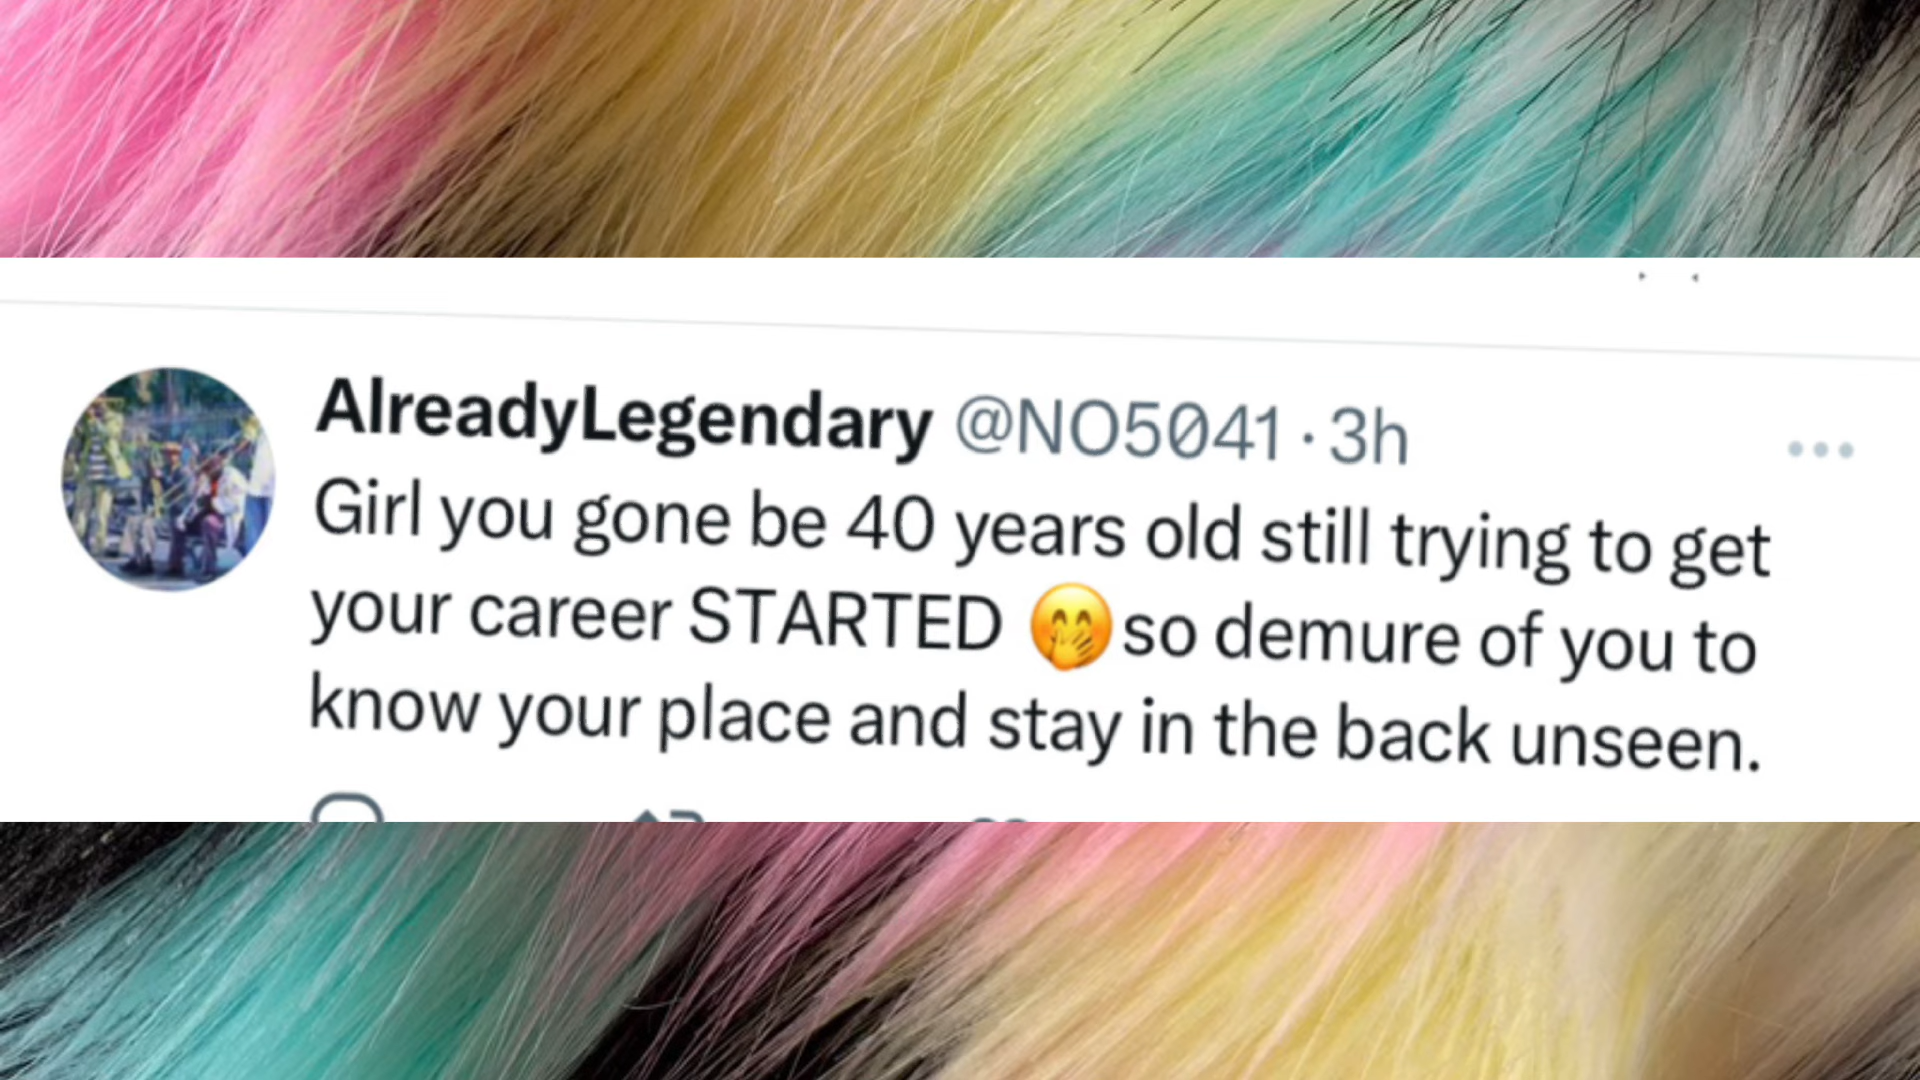 AlreadyLegendary @NO5041 · 3h
Girl you gone be 40 years old still trying to get
your career STARTED 🤭so demure of you to
know your place and stay in the back unseen.